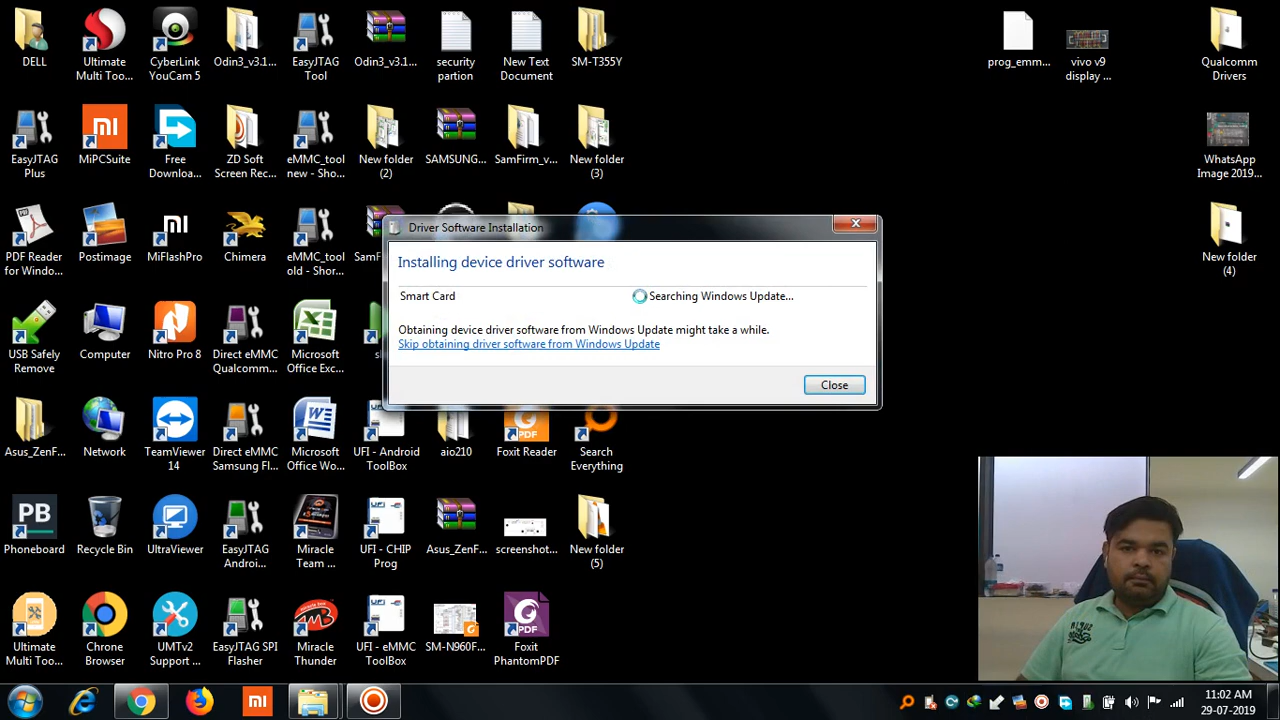 DELL
Ultimate
Multi Too...
CyberLink
YouCam 5
Odin3_v3.1...
EasyJTAG
Tool
Odin3_v3.1...
security
partion
New Text
Document
SM-T355Y
prog_emm...
vivo v9
display ...
Qualcomm
Drivers
EasyJTAG
Plus
MiPCSuite
Free
Downloa...
ZD Soft
Screen Rec...
eMMC_tool
new - Sho...
New folder
(2)
SAMSUNG...
SamFirm_v...
New folder
(3)
WhatsApp
Image 2019...
PDF Reader
for Windo...
Postimage
MiFlashPro
Chimera
eMMC_tool
old - Shor...
SamF
New folder
(4)
Driver Software Installation
Installing device driver software
Smart Card
Searching Windows Update...
Obtaining device driver software from Windows Update might take a while.
Skip obtaining driver software from Windows Update
Close
USB Safely
Remove
Computer
Nitro Pro 8
Direct eMMC
Qualcomm...
Microsoft
Office Exc...
Asus_ZenF...
Network
TeamViewer
14
Direct eMMC
Samsung Fl...
Microsoft
Office Wo...
UFI - Android
ToolBox
aio210
Foxit Reader
Search
Everything
PB
Phoneboard
Recycle Bin
UltraViewer
EasyJTAG
Androi...
Miracle
Team ...
UFI - CHIP
Prog
Asus_ZenF...
screenshot...
New folder
(5)
Ultimate
Multi Too...
Chrome
Browser
UMTv2
Support ...
EasyJTAG SPI
Flasher
Miracle
Thunder
UFI - eMMC
ToolBox
SM-N960F...
PDF
Foxit
PhantomPDF
11:02 AM
29-07-2019